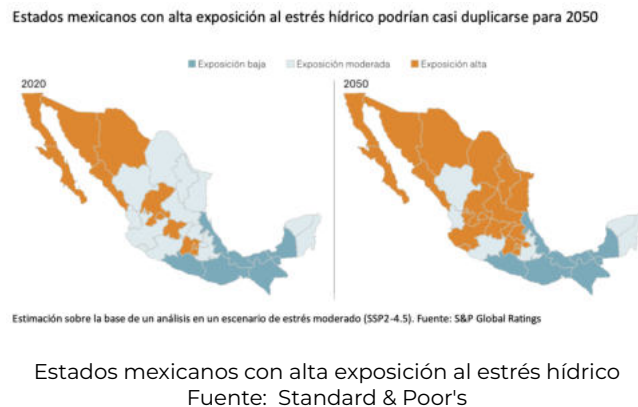 Estados mexicanos con alta exposición al estrés hídrico podrían casi duplicarse para 2050
Exposición baja Exposición moderada Exposición alta
2020 2050
Estimación sobre la base de un análisis en un escenario de estrés moderado (SSP2-4.5). Fuente: S&P Global Ratings
Estados mexicanos con alta exposición al estrés hídrico
Fuente: Standard & Poor's